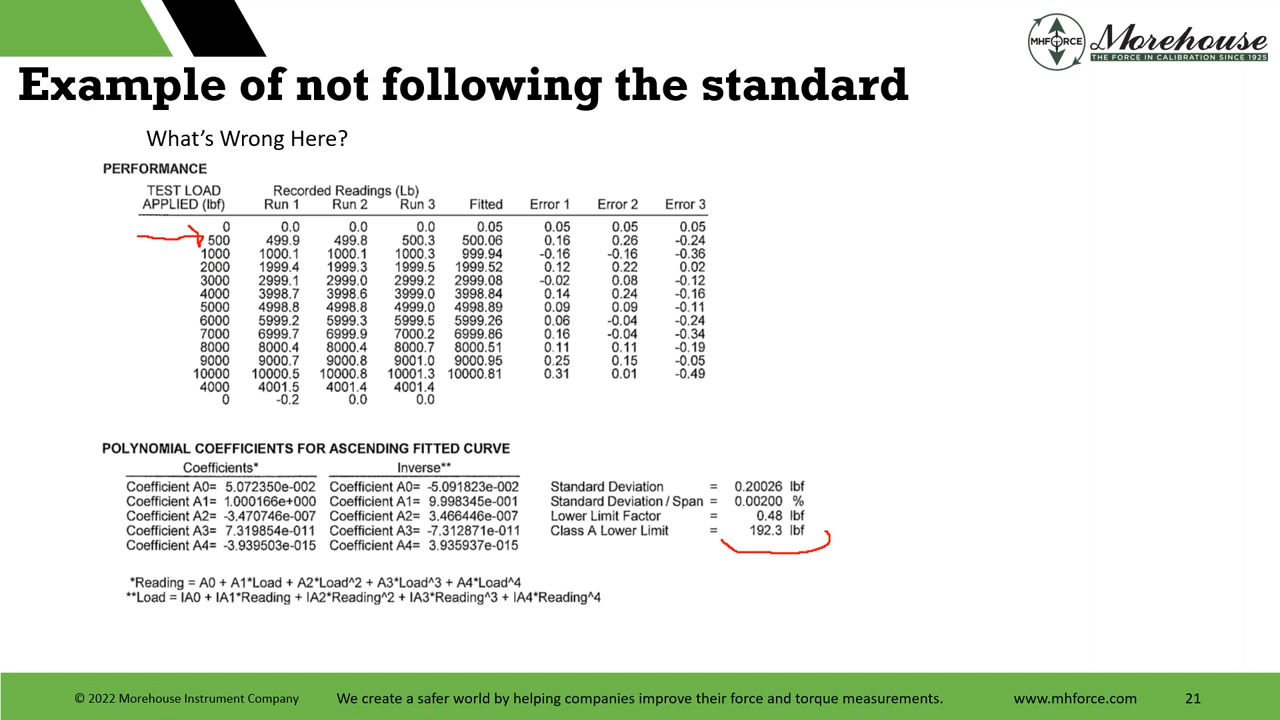 MHFORCE
Morehouse
THE FORCE IN CALIBRATION SINCE 1925
Example of not following the standard
What's Wrong Here?
PERFORMANCE
TEST LOAD Recorded Readings (Lb)
APPLIED (lbf) Run 1 Run 2 Run 3 Fitted Error 1 Error 2 Error 3
0 0.0 0.0 0.0 0.05 0.05 0.05 0.05
500 499.9 499.8 500.3 500.06 0.16 0.26 -0.24
1000 1000.1 1000.1 1000.3 999.94 -0.16 -0.16 -0.36
2000 1999.4 1999.3 1999.5 1999.52 0.12 0.22 0.02
3000 2999.1 2999.0 2999.2 2999.08 -0.02 0.08 -0.12
4000 3998.7 3998.6 3999.0 3998.84 0.14 0.24 -0.16
5000 4998.8 4998.8 4999.0 4998.89 0.09 0.09 -0.11
6000 5999.2 5999.3 5999.5 5999.26 0.06 -0.04 -0.24
7000 6999.7 6999.9 7000.2 6999.86 0.16 -0.04 -0.34
8000 8000.4 8000.4 8000.7 8000.51 0.11 0.11 -0.19
9000 9000.7 9000.8 9001.0 9000.95 0.25 0.15 -0.05
10000 10000.5 10000.8 10001.3 10000.81 0.31 0.01 -0.49
4000 4001.5 4001.4 4001.4
0 -0.2 0.0 0.0
POLYNOMIAL COEFFICIENTS FOR ASCENDING FITTED CURVE
Coefficients* Inverse**
Coefficient A0= 5.072350e-002 Coefficient A0= -5.091823e-002 Standard Deviation = 0.20026 lbf
Coefficient A1= 1.000166e+000 Coefficient A1= 9.998345e-001 Standard Deviation / Span = 0.00200 %
Coefficient A2= -3.470746e-007 Coefficient A2= 3.466446e-007 Lower Limit Factor = 0.48 lbf
Coefficient A3= 7.319854e-011 Coefficient A3= -7.312871e-011 Class A Lower Limit = 192.3 lbf
Coefficient A4= -3.939503e-015 Coefficient A4= 3.935937e-015
*Reading = A0 + A1*Load + A2*Load^2 + A3*Load^3 + A4*Load^4
**Load = IA0 + IA1*Reading + IA2*Reading^2 + IA3*Reading^3 + IA4*Reading^4
© 2022 Morehouse Instrument Company We create a safer world by helping companies improve their force and torque measurements. www.mhforce.com 21